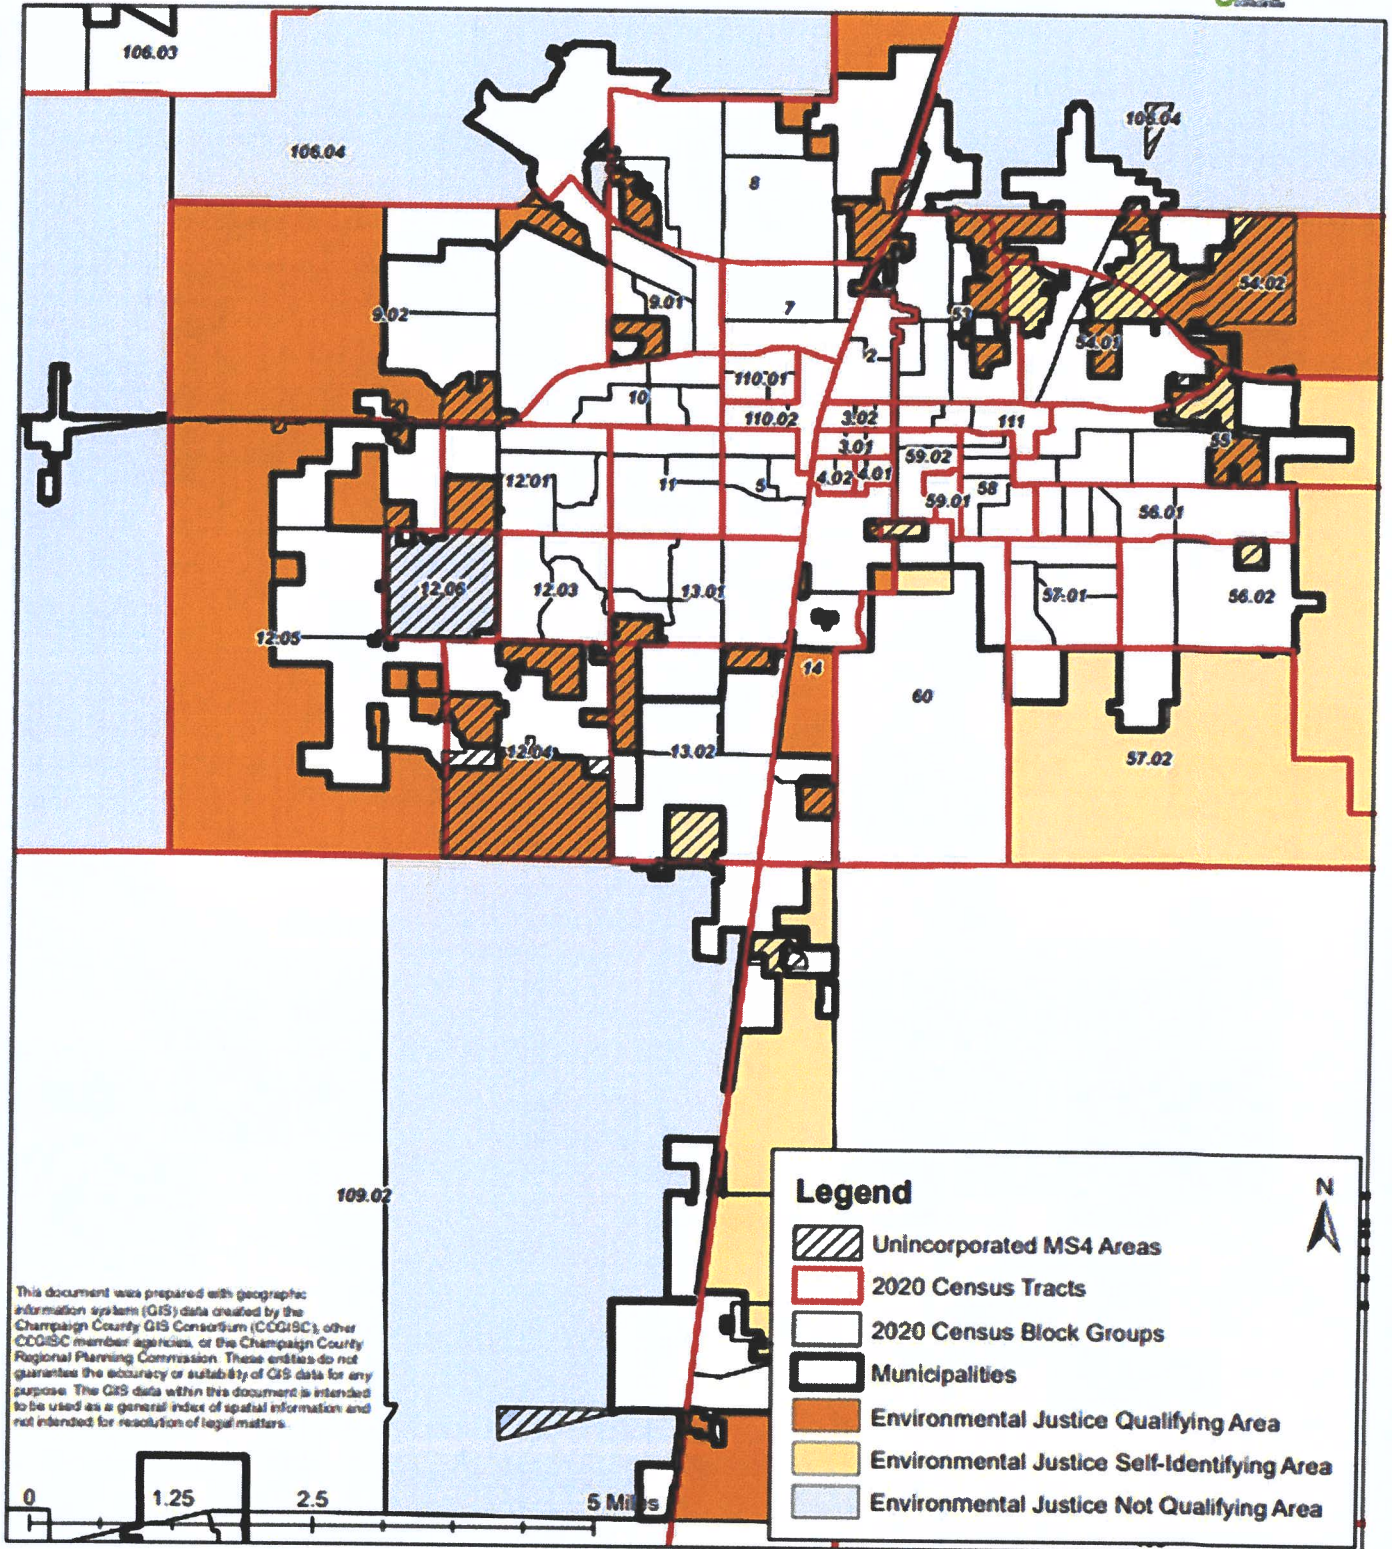 106.03
106.04
106.04
8
54.02
9.02
9.01
7
53
54.01
2
110.01
10
110.02
3.02
111
3.01
59.02
55
12.01
11
5
4.02
4.01
59.01
58
56.01
12.06
12.03
13.01
57.01
56.02
12.05
14
60
12.04
13.02
57.02
109.02
Legend
N
Unincorporated MS4 Areas
2020 Census Tracts
2020 Census Block Groups
Municipalities
Environmental Justice Qualifying Area
Environmental Justice Self-Identifying Area
Environmental Justice Not Qualifying Area
This document was prepared with geographic
information system (GIS) data created by the
Champaign County GIS Consortium (CCGISC), other
CCGISC member agencies, or the Champaign County
Regional Planning Commission. These entities do not
guarantee the accuracy or suitability of GIS data for any
purpose. The GIS data within this document is intended
to be used as a general index of spatial information and
not intended for resolution of legal matters.
0 1.25 2.5 5 Miles